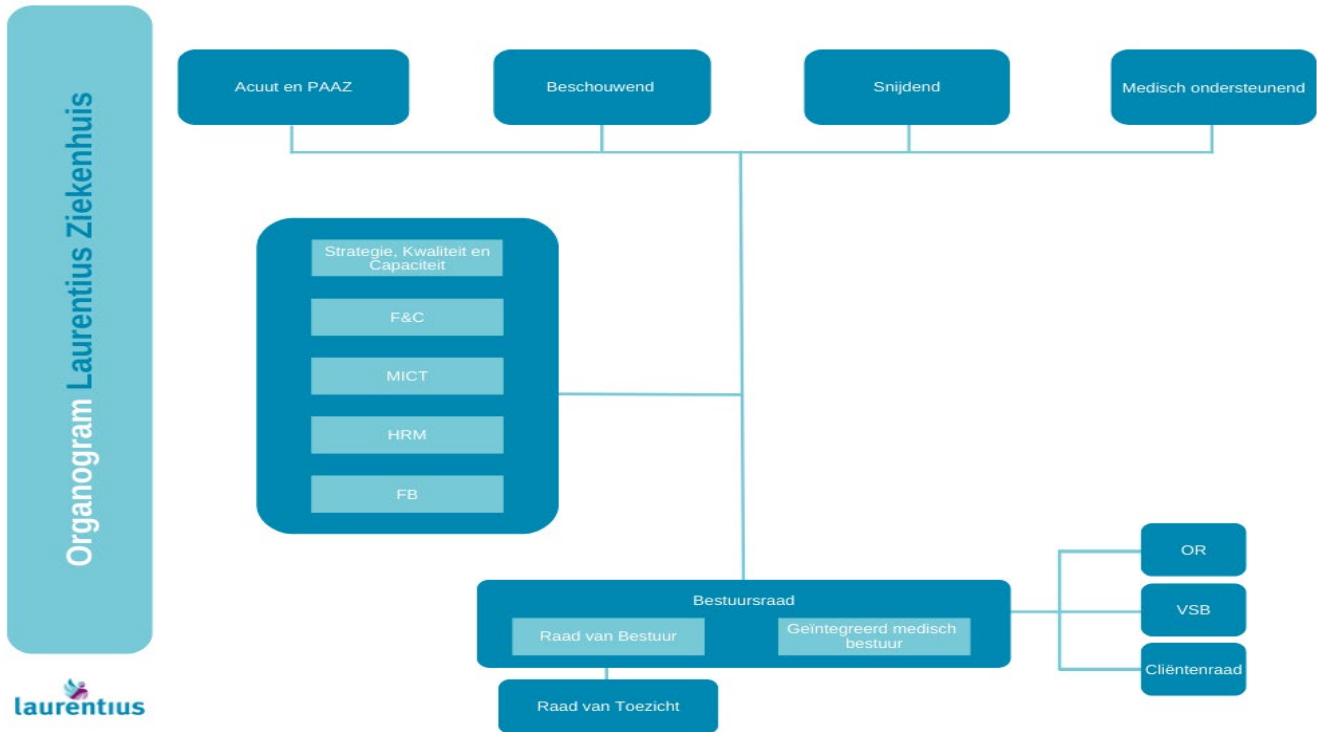 Organogram Laurentius Ziekenhuis
Acuut en PAAZ
Beschouwend
Snijdend
Medisch ondersteunend
Strategie, Kwaliteit en
Capaciteit
F&C
MICT
HRM
FB
Bestuursraad
Raad van Bestuur
Geïntegreerd medisch
bestuur
Raad van Toezicht
OR
VSB
Cliëntenraad
laurentius